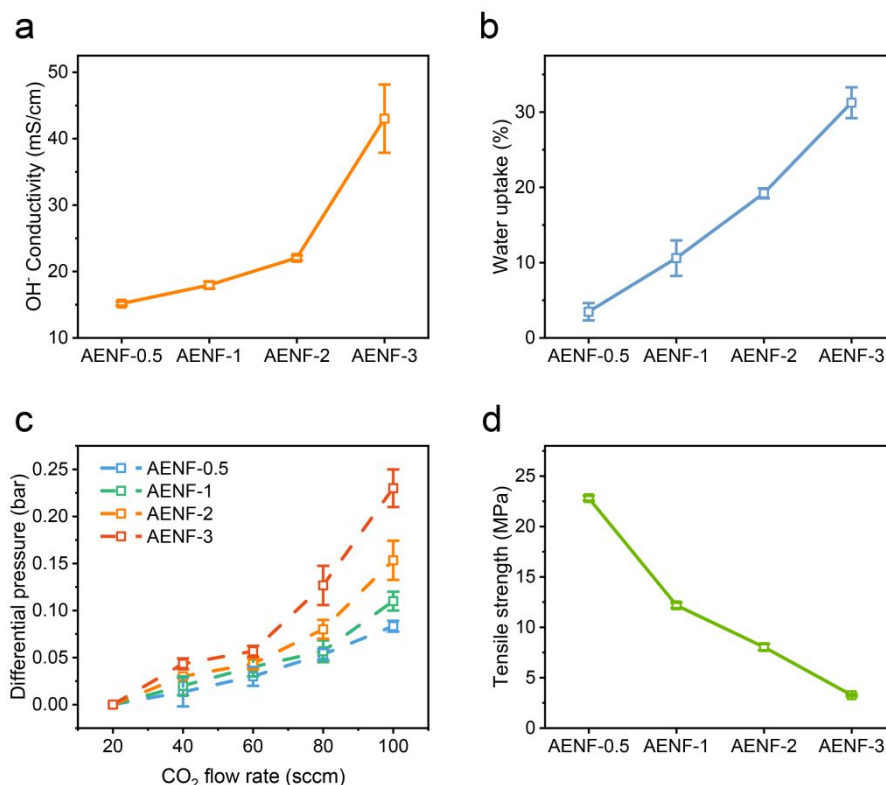 a
OH⁻ Conductivity (mS/cm)
50
40
30
20
10
AENF-0.5 AENF-1 AENF-2 AENF-3
b
Water uptake (%)
30
20
10
0
AENF-0.5 AENF-1 AENF-2 AENF-3
c
Differential pressure (bar)
0.25
0.20
0.15
0.10
0.05
0.00
AENF-0.5
AENF-1
AENF-2
AENF-3
20 40 60 80 100
CO₂ flow rate (sccm)
d
Tensile strength (MPa)
25
20
15
10
5
0
AENF-0.5 AENF-1 AENF-2 AENF-3